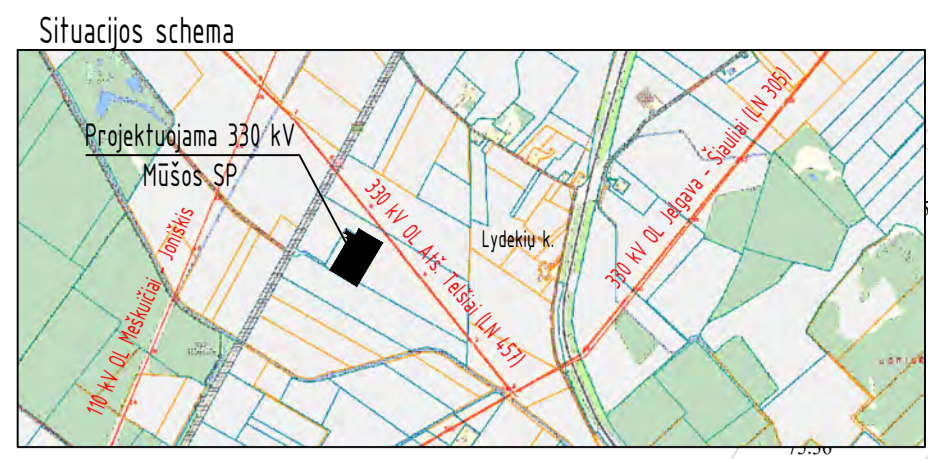 Situacijos schema
Projektuojama 330 kV
Mūšos SP
110 kV OL Meškuičiai Joniškis
330 kV OL Atš. Telšiai (LN 457)
Lydekių k.
330 kV OL Jelgava - Šiauliai (LN 305)